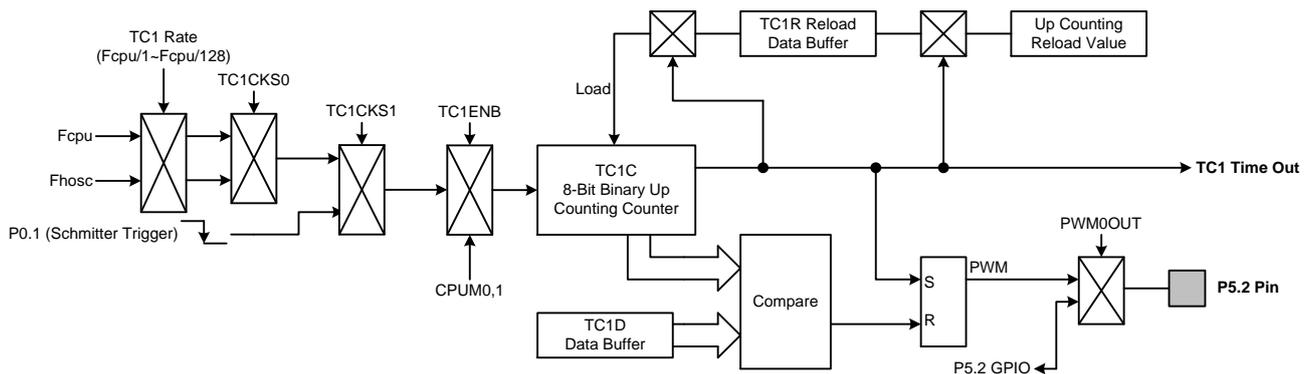 TC1 Rate
(Fcpu/1~Fcpu/128)
TC1CKS0
TC1CKS1
TC1ENB
Fcpu
Fhosc
P0.1 (Schmitter Trigger)
CPUM0,1
Load
TC1R Reload
Data Buffer
Up Counting
Reload Value
TC1C
8-Bit Binary Up
Counting Counter
TC1 Time Out
TC1D
Data Buffer
Compare
S
R
PWM
PWM0OUT
P5.2 Pin
P5.2 GPIO